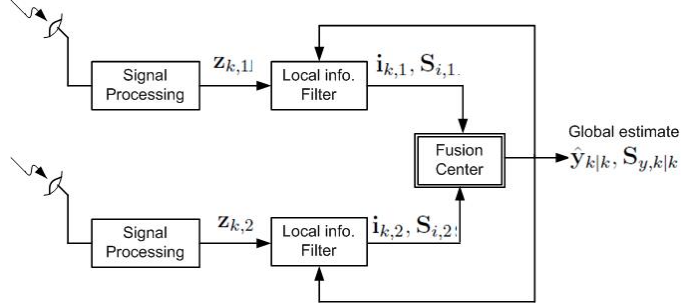 Signal
Processing
z_{k,1}
Local info.
Filter
i_{k,1}, S_{i,1}
Fusion
Center
Global estimate
ŷ_{k|k}, S_{y,k|k}
Signal
Processing
z_{k,2}
Local info.
Filter
i_{k,2}, S_{i,2}